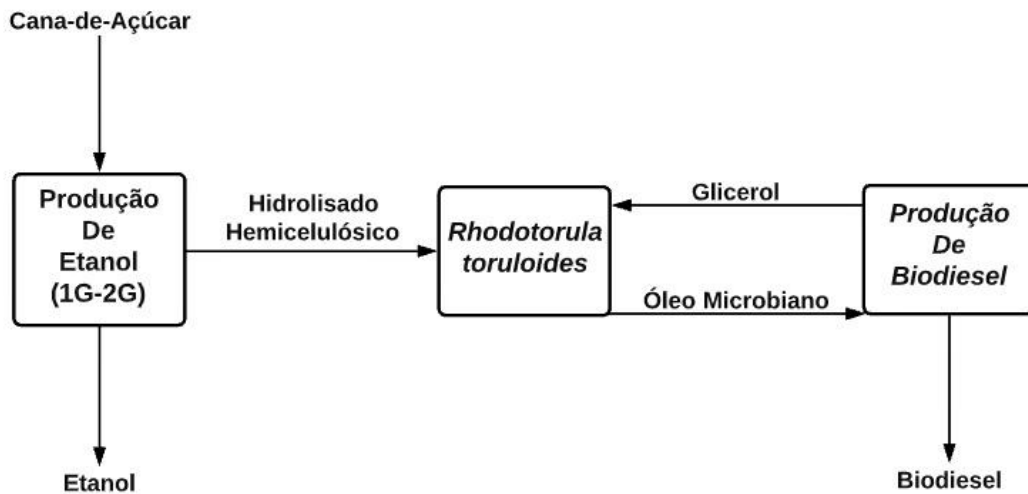 Cana-de-Açúcar
Produção
De
Etanol
(1G-2G)
Hidrolisado
Hemicelulósico
Rhodotorula
toruloides
Glicerol
Óleo Microbiano
Produção
De
Biodiesel
Etanol
Biodiesel